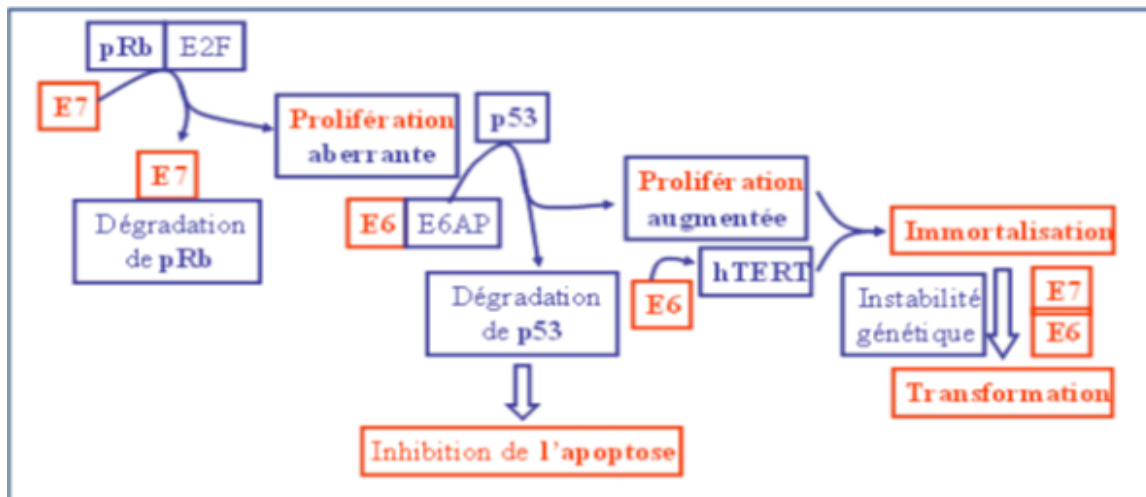 pRb E2F
E7
E7
Dégradation
de pRb
Prolifération
aberrante
p53
E6 E6AP
Dégradation
de p53
Inhibition de l'apoptose
Prolifération
augmentée
E6
hTERT
Immortalisation
Instabilité
génétique
E7
E6
Transformation